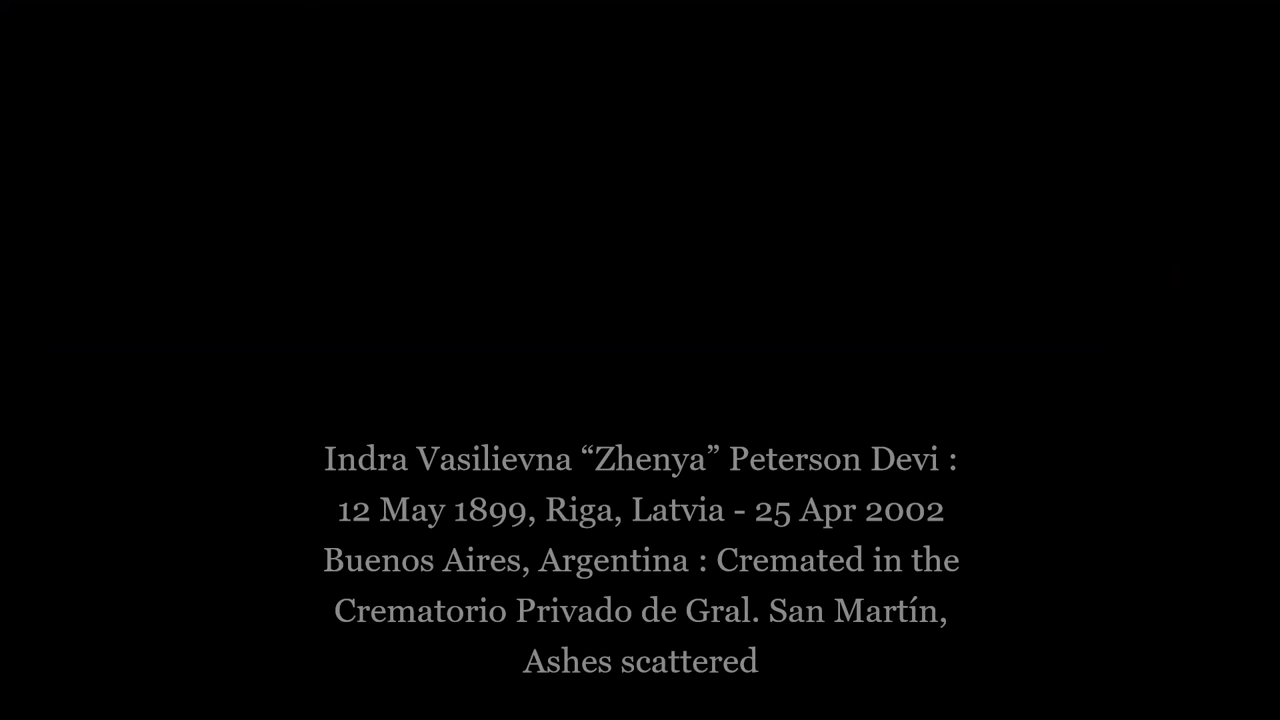 Indra Vasilievna “Zhenya” Peterson Devi :
12 May 1899, Riga, Latvia - 25 Apr 2002
Buenos Aires, Argentina : Cremated in the
Crematorio Privado de Gral. San Martín,
Ashes scattered